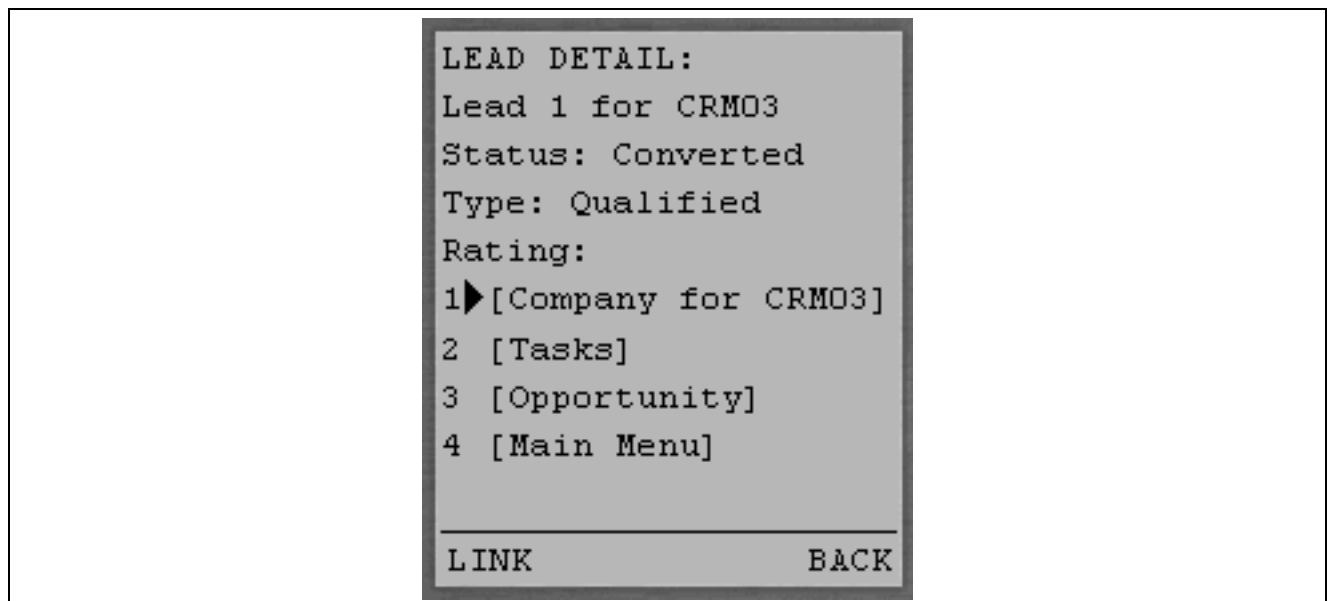 LEAD DETAIL:
Lead 1 for CRM03
Status: Converted
Type: Qualified
Rating:
1 [Company for CRM03]
2 [Tasks]
3 [Opportunity]
4 [Main Menu]
LINK BACK